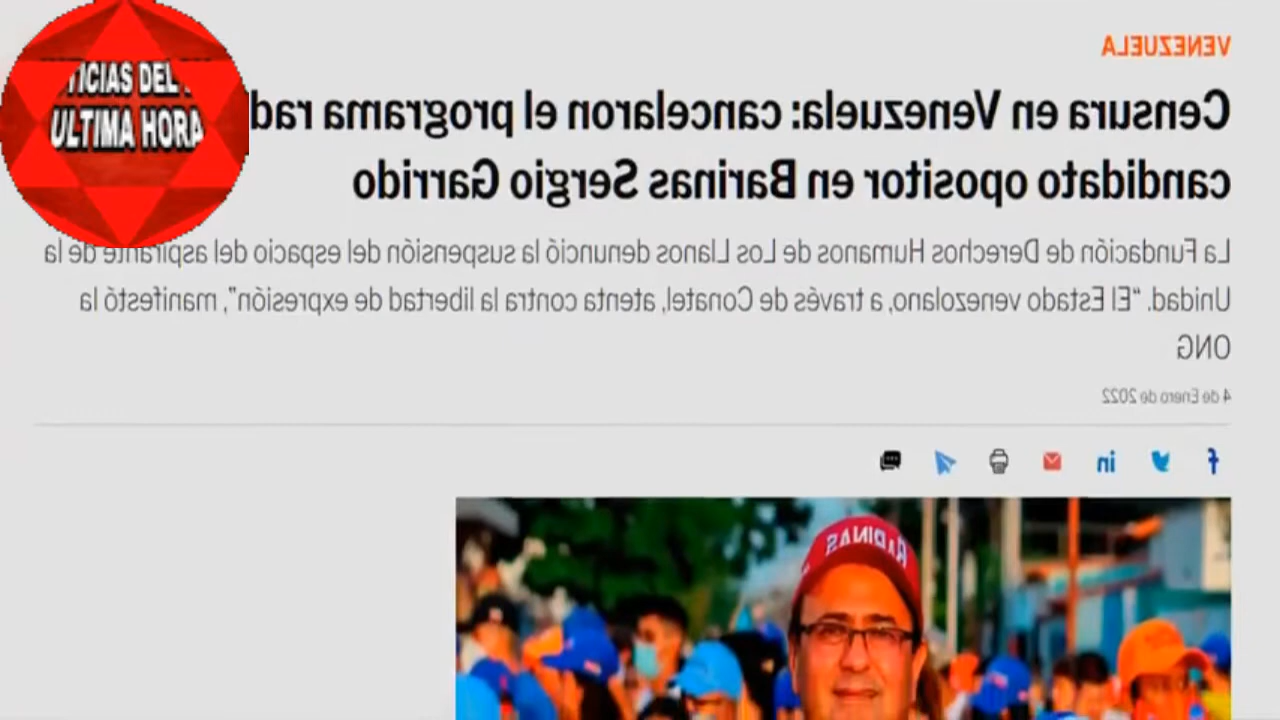 VENEZUELA
Censura en Venezuela: cancelaron el programa rad
candidato opositor en Barinas Sergio Garrido
La Fundación de Derechos Humanos de Los Llanos denunció la suspensión del espacio del aspirante de la
Unidad. “El Estado venezolano, a través de Conatel, atenta contra la libertad de expresión”, manifestó la
ONG
4 de Enero de 2022
TICIAS DEL
ULTIMA HORA